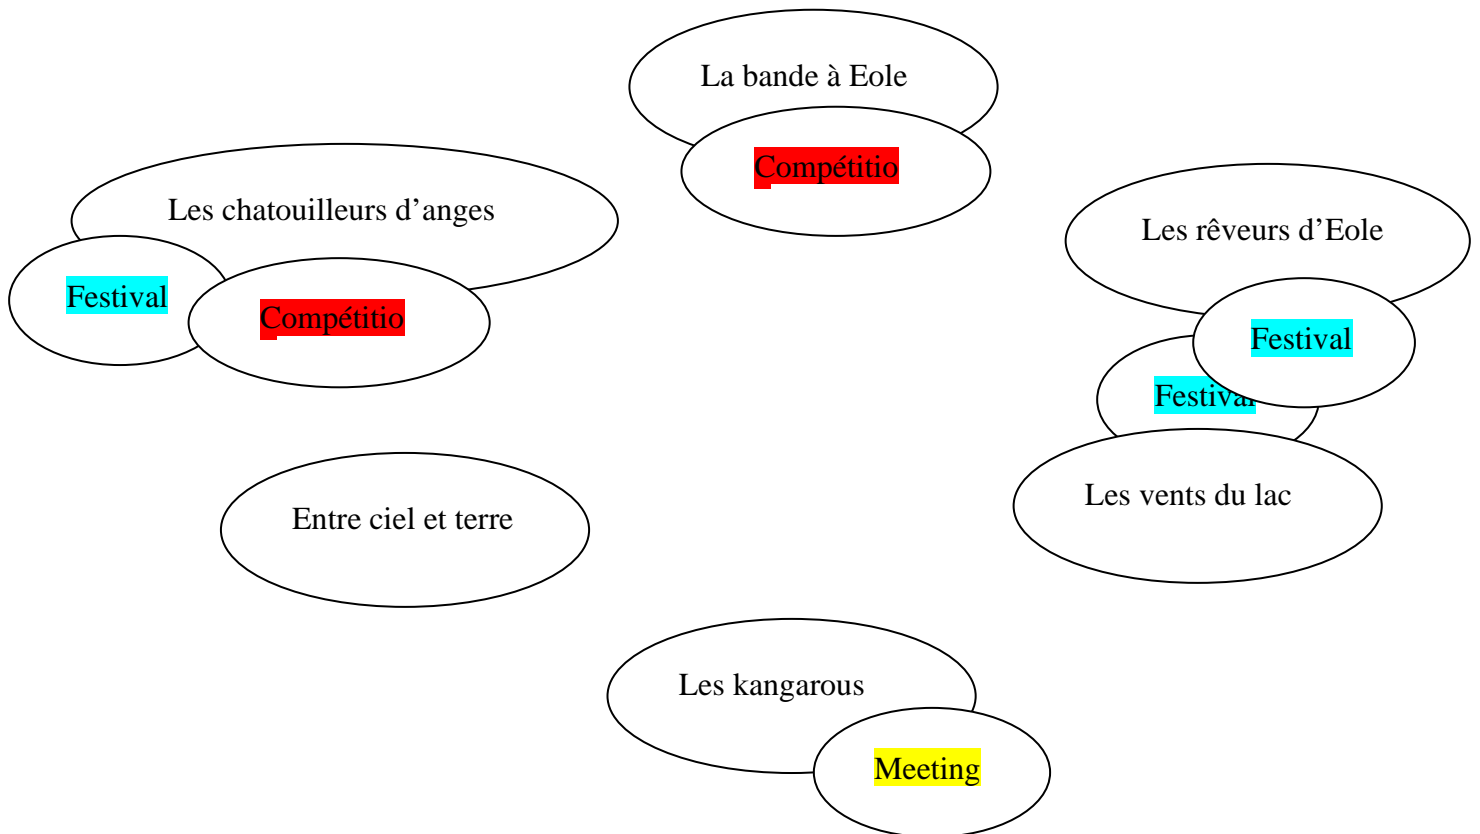 La bande à Eole
Compétitio
Les chatouilleurs d’anges
Festival
Compétitio
Les rêveurs d’Eole
Festival
Festival
Les vents du lac
Entre ciel et terre
Les kangarous
Meeting